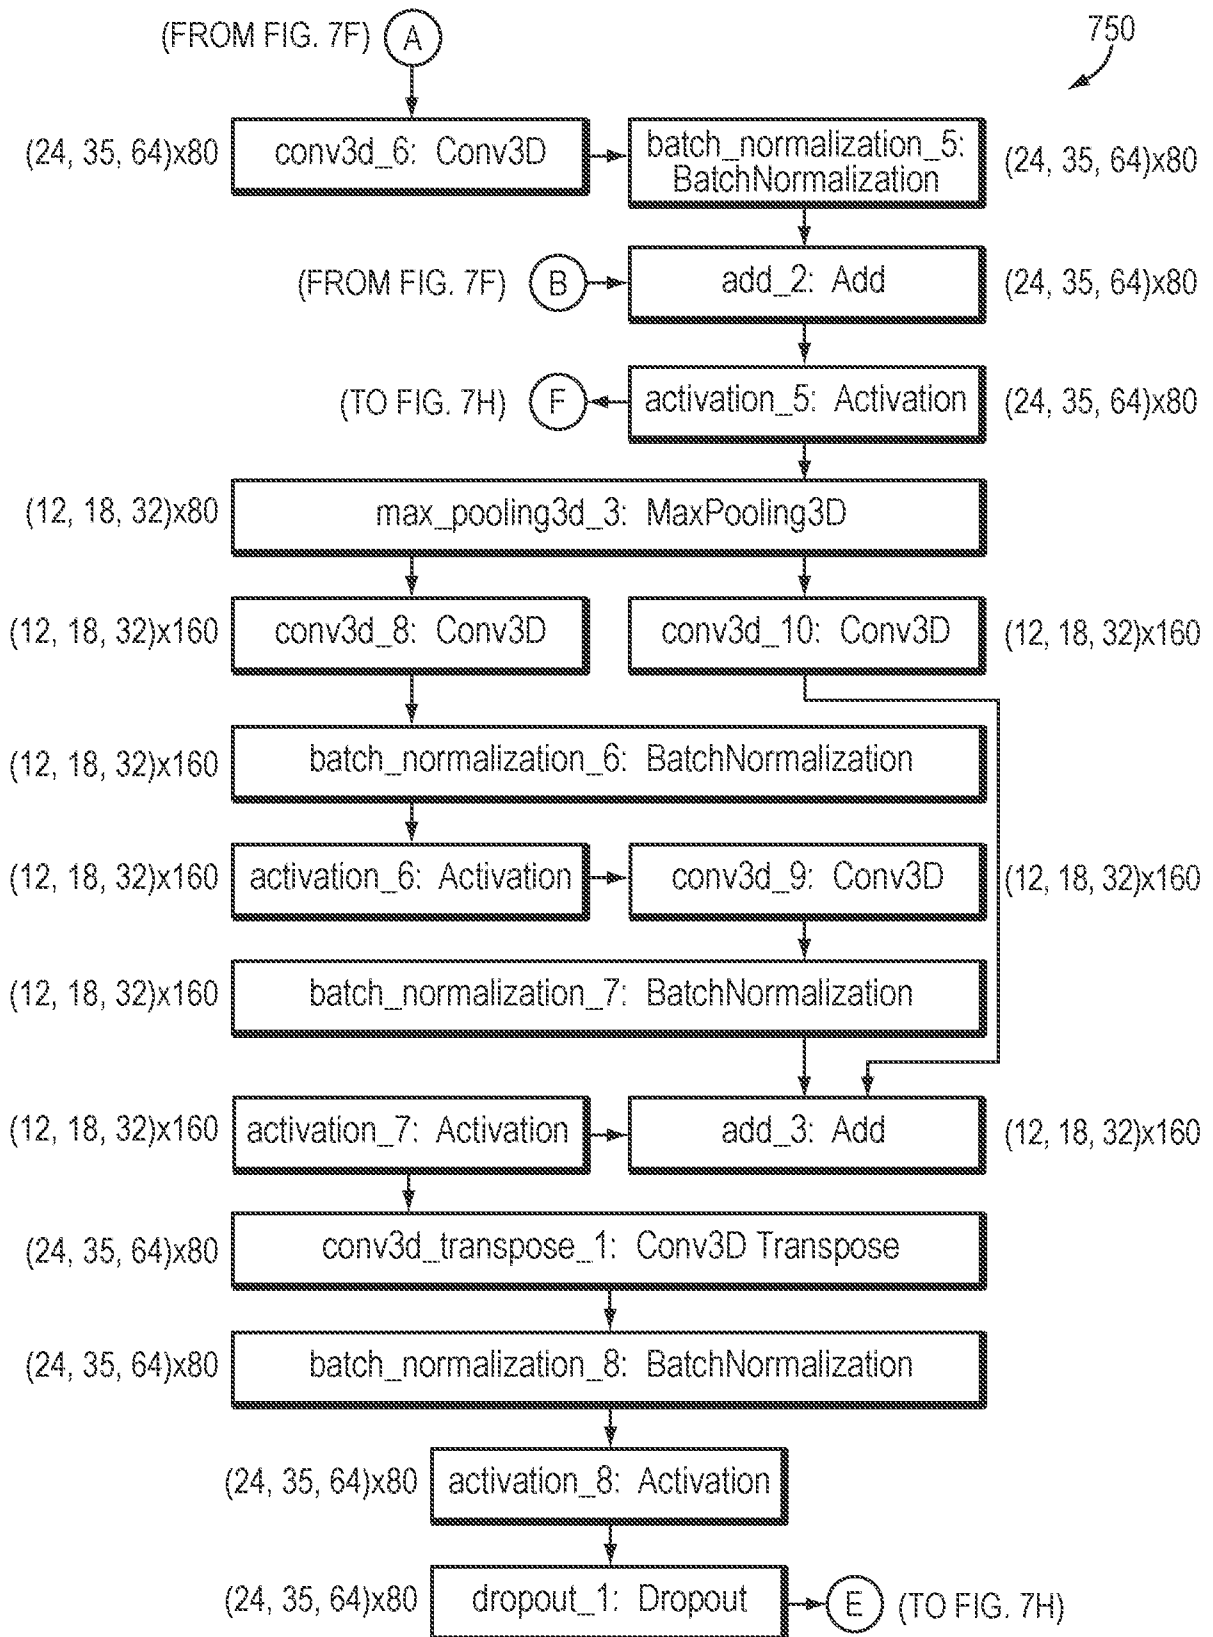 (FROM FIG. 7F) A
750
(24, 35, 64)x80 conv3d_6: Conv3D
batch_normalization_5:
BatchNormalization
(24, 35, 64)x80
(FROM FIG. 7F) B add_2: Add (24, 35, 64)x80
(TO FIG. 7H) F activation_5: Activation (24, 35, 64)x80
(12, 18, 32)x80 max_pooling3d_3: MaxPooling3D
(12, 18, 32)x160 conv3d_8: Conv3D conv3d_10: Conv3D (12, 18, 32)x160
(12, 18, 32)x160 batch_normalization_6: BatchNormalization
(12, 18, 32)x160 activation_6: Activation conv3d_9: Conv3D (12, 18, 32)x160
(12, 18, 32)x160 batch_normalization_7: BatchNormalization
(12, 18, 32)x160 activation_7: Activation add_3: Add (12, 18, 32)x160
(24, 35, 64)x80 conv3d_transpose_1: Conv3D Transpose
(24, 35, 64)x80 batch_normalization_8: BatchNormalization
(24, 35, 64)x80 activation_8: Activation
(24, 35, 64)x80 dropout_1: Dropout E (TO FIG. 7H)